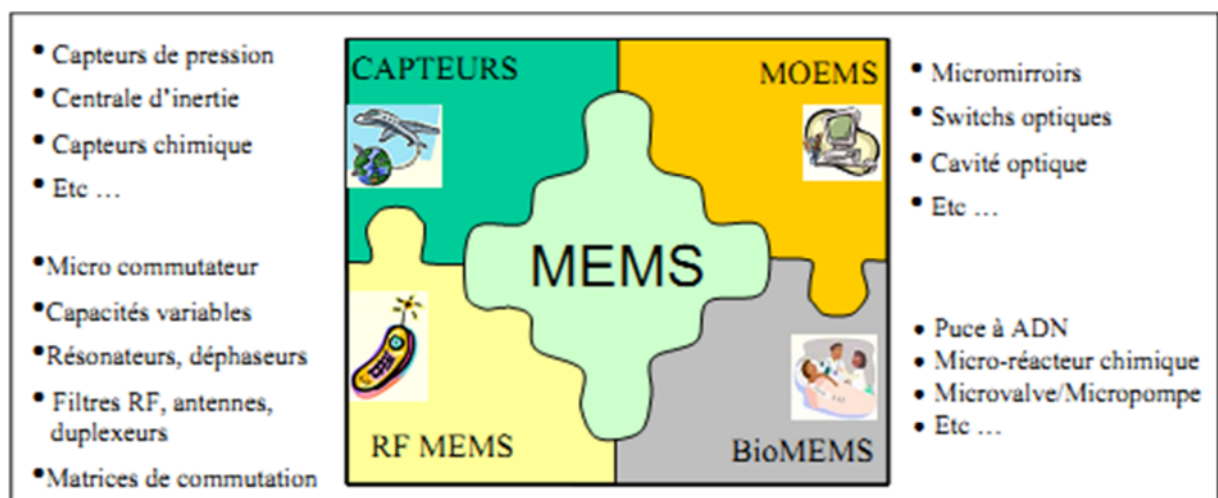 • Capteurs de pression
• Centrale d'inertie
• Capteurs chimique
• Etc ...
•Micro commutateur
•Capacités variables
•Résonateurs, déphaseurs
• Filtres RF, antennes,
duplexeurs
•Matrices de commutation
CAPTEURS
MOEMS
MEMS
RF MEMS
BioMEMS
• Micromirroirs
• Switchs optiques
• Cavité optique
• Etc ...
• Puce à ADN
• Micro-réacteur chimique
• Microvalve/Micropompe
• Etc ...